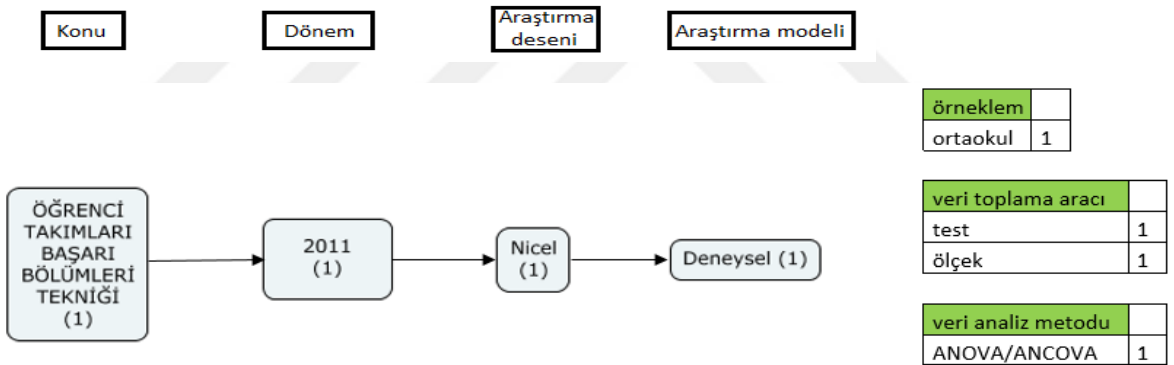 Konu
Dönem
Araştırma
deseni
Araştırma modeli
örneklem
ortaokul 1
ÖĞRENCİ
TAKIMLARI
BAŞARI
BÖLÜMLERİ
TEKNİĞİ
(1)
2011
(1)
Nicel
(1)
Deneysel (1)
veri toplama aracı
test 1
ölçek 1
veri analiz metodu
ANOVA/ANCOVA 1